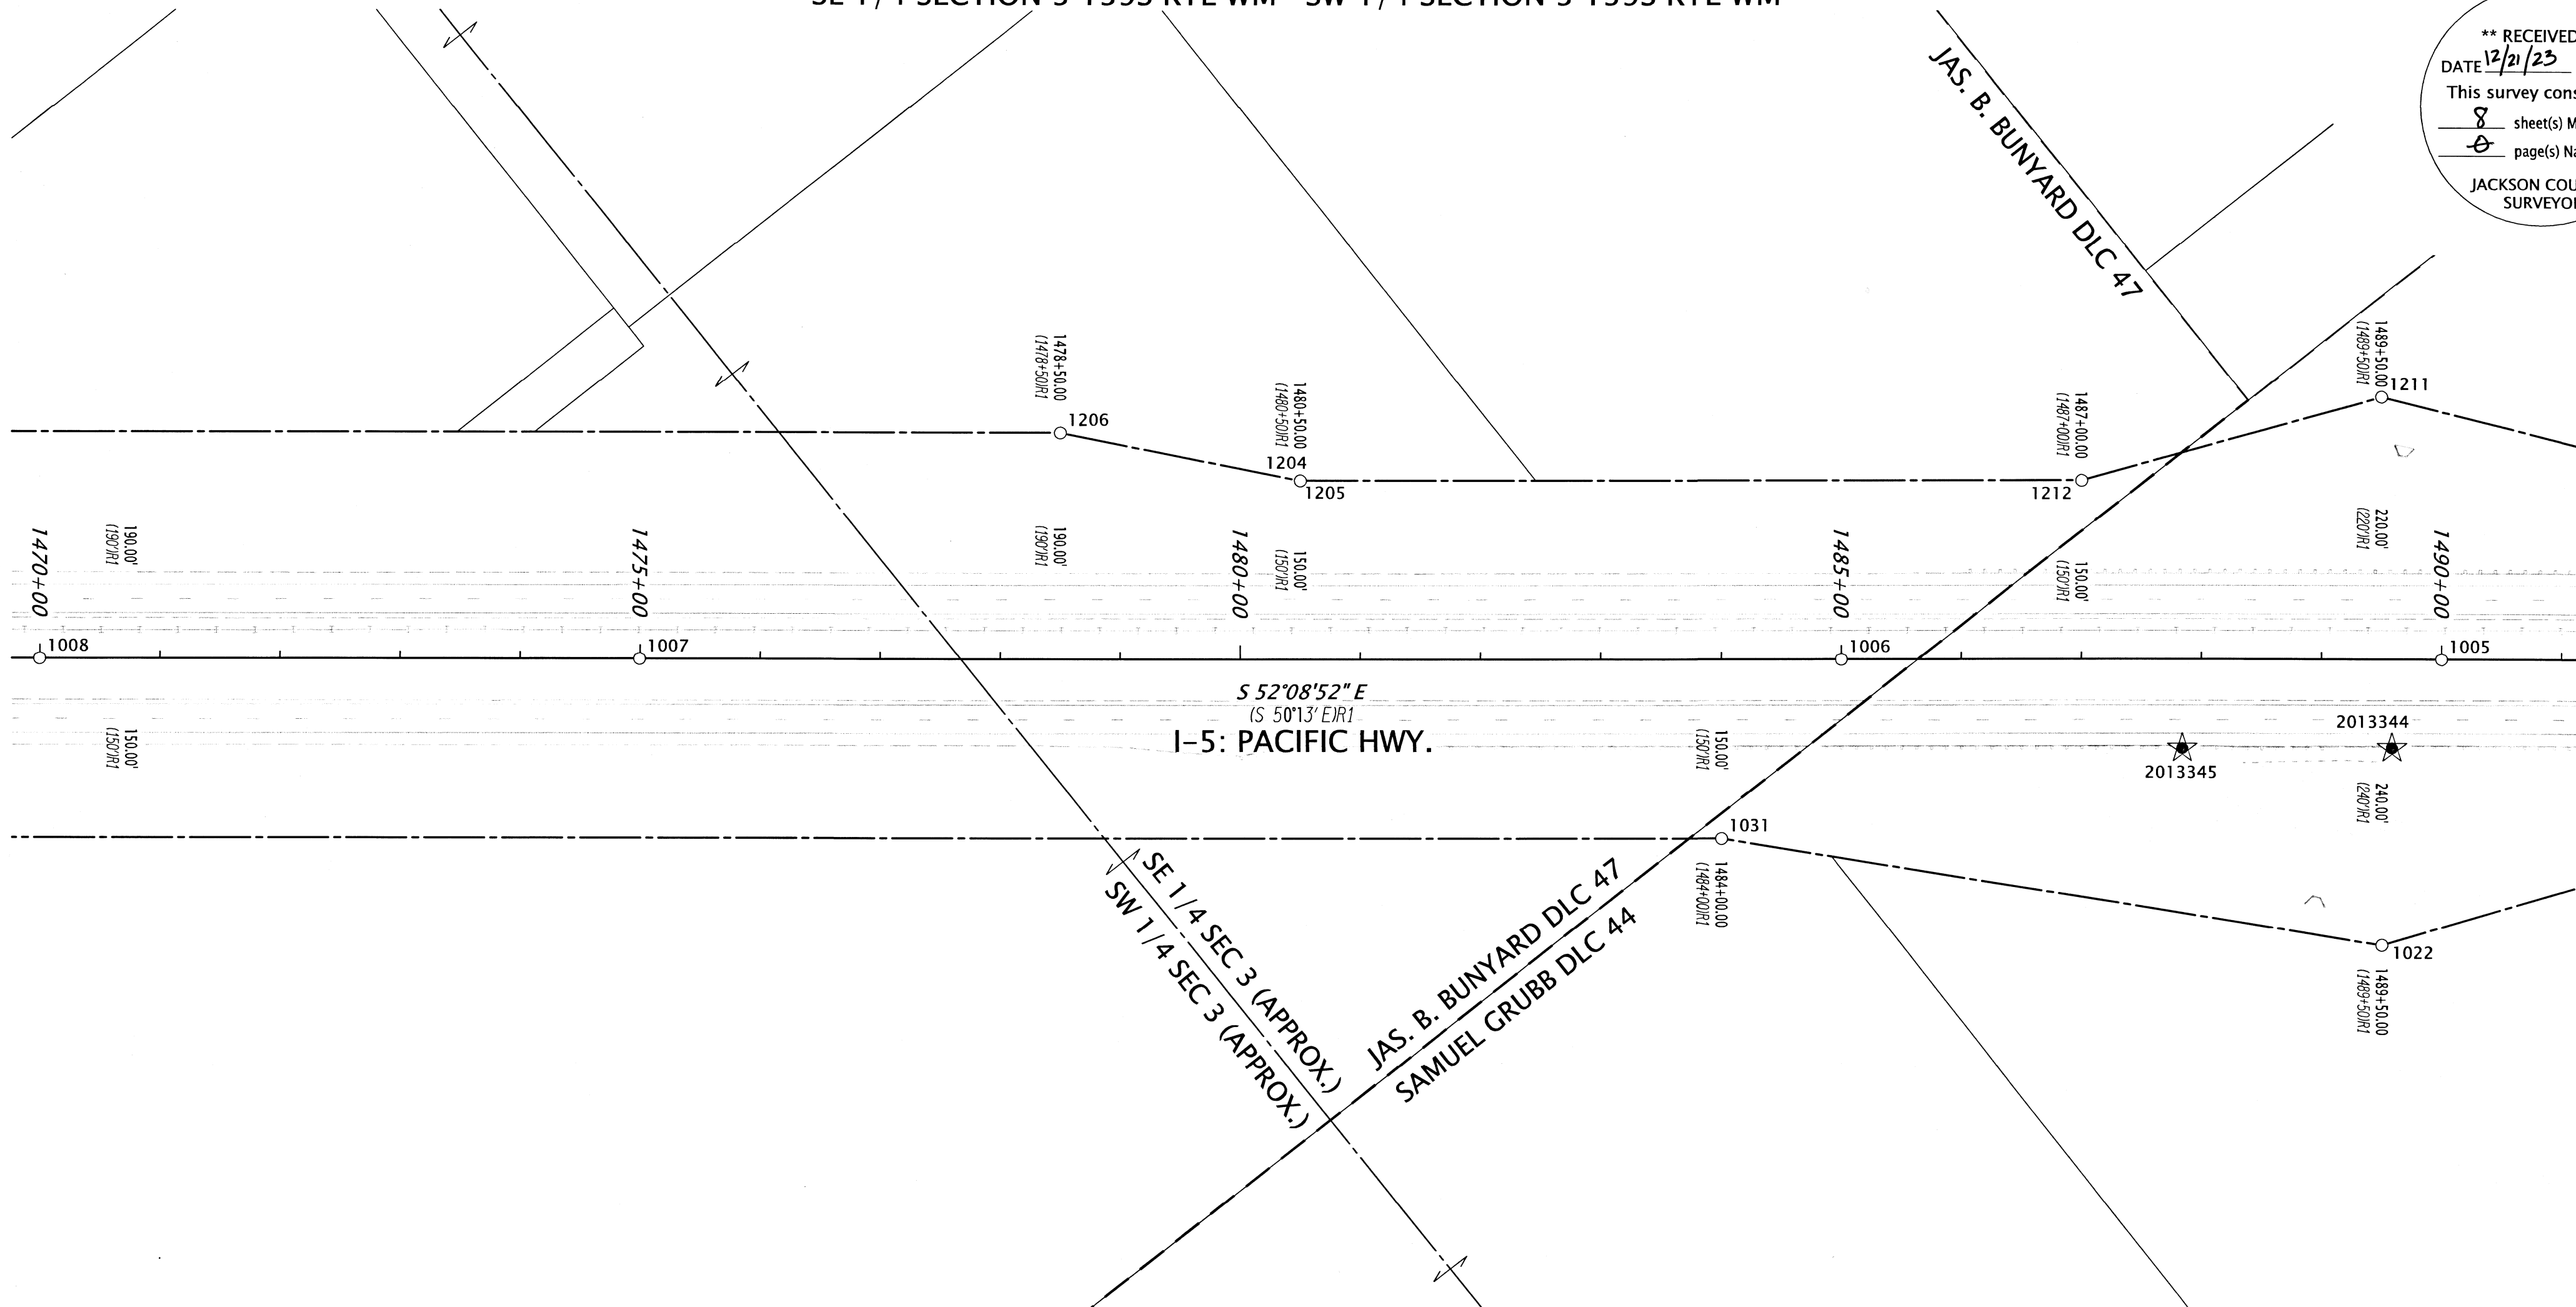 ** RECEIVED
DATE 12/21/23
This survey cons
8 sheet(s) M
0 page(s) Na
JACKSON COU
SURVEYO
JAS. B. BUNYARD DLC 47
1478+50.00
(1478+50)R1
1206
1480+50.00
(1480+50)R1
1204
1205
1487+00.00
(1487+00)R1
1212
1489+50.00
(1489+50)R1
1211
1470+00
190.00'
(190')R1
1475+00
190.00'
(190')R1
1480+00
150.00'
(150')R1
1485+00
150.00'
(150')R1
220.00'
(220')R1
1490+00
1008
1007
1006
1005
S 52°08'52" E
(S 50°13' E)R1
I-5: PACIFIC HWY.
150.00'
(150')R1
150.00'
(150')R1
2013344
2013345
240.00'
(240')R1
1031
1484+00.00
(1484+00)R1
1022
1489+50.00
(1489+50)R1
SE 1/4 SEC 3 (APPROX.)
SW 1/4 SEC 3 (APPROX.)
JAS. B. BUNYARD DLC 47
SAMUEL GRUBB DLC 44